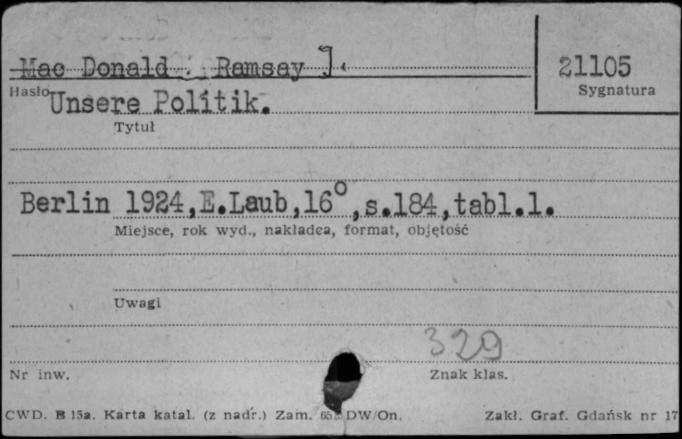 Mac Donald . Ramsay J.
21105
Hasło
Sygnatura
Unsere Politik.
Tytuł
Berlin 1924,E.Laub,16°,s.184,tabl.1.
Miejsce, rok wyd., nakładca, format, objętość
Uwagi
329
Nr inw.
Znak klas.
CWD. B 15a. Karta katal. (z nadr.) Zam. DW/On. Zakł. Graf. Gdańsk nr 17